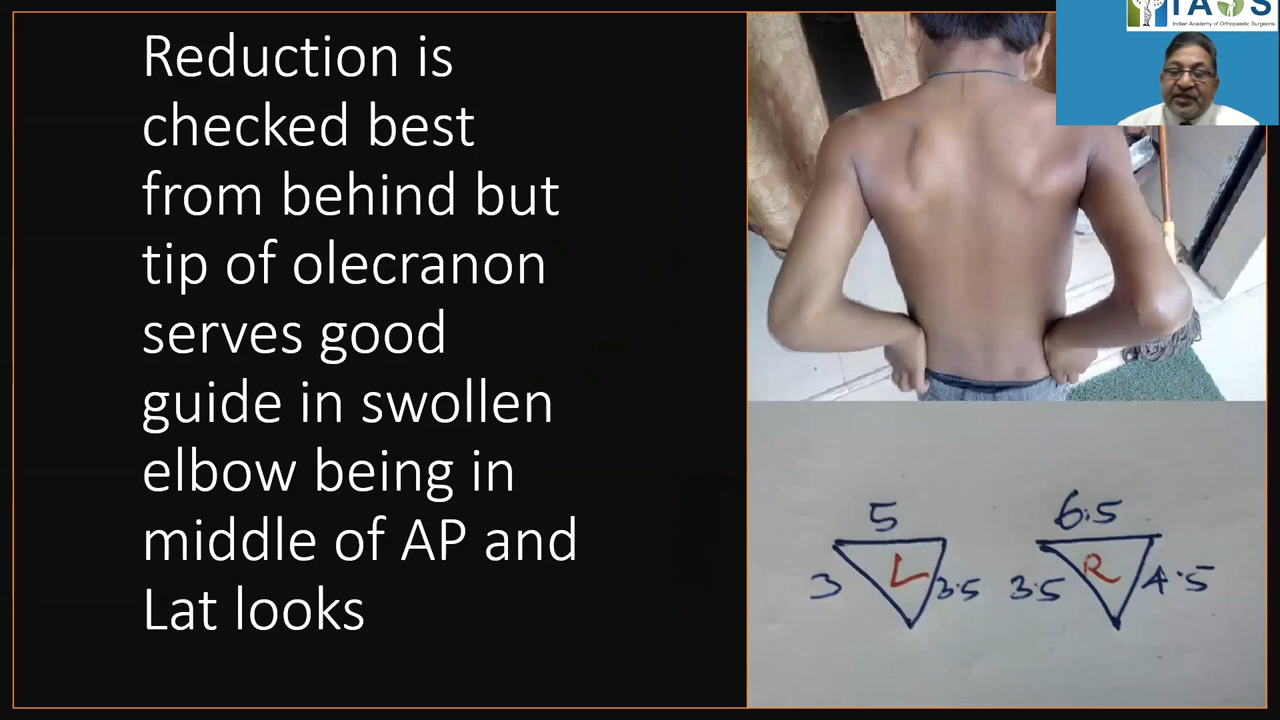 Reduction is
checked best
from behind but
tip of olecranon
serves good
guide in swollen
elbow being in
middle of AP and
Lat looks
Indian Academy of Orthopaedic Surgeons
5
3
L
3.5
6.5
3.5
R
4.5